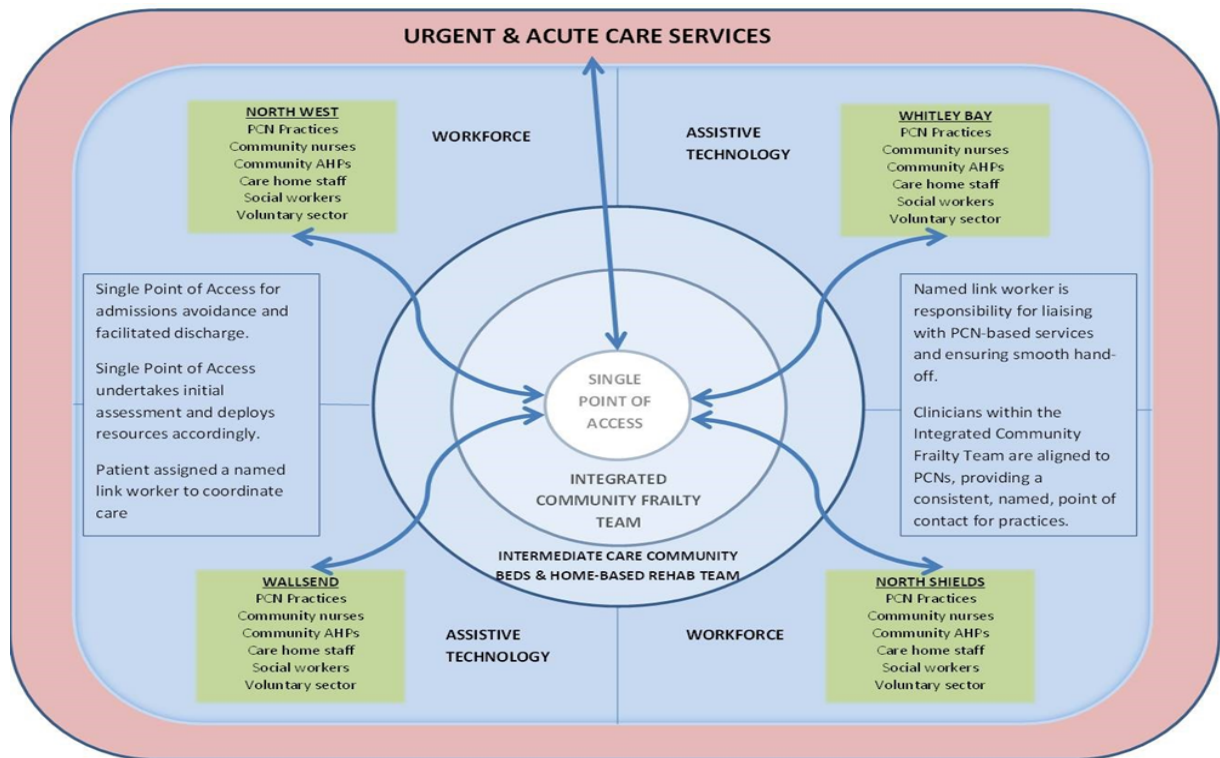 URGENT & ACUTE CARE SERVICES
NORTH WEST
PCN Practices
Community nurses
Community AHPs
Care home staff
Social workers
Voluntary sector
WORKFORCE
ASSISTIVE
TECHNOLOGY
WHITLEY BAY
PCN Practices
Community nurses
Community AHPs
Care home staff
Social workers
Voluntary sector
Single Point of Access for
admissions avoidance and
facilitated discharge.
Single Point of Access
undertakes initial
assessment and deploys
resources accordingly.
Patient assigned a named
link worker to coordinate
care
SINGLE
POINT OF
ACCESS
INTEGRATED
COMMUNITY FRAILTY
TEAM
INTERMEDIATE CARE COMMUNITY
BEDS & HOME-BASED REHAB TEAM
Named link worker is
responsibility for liaising
with PCN-based services
and ensuring smooth hand-
off.
Clinicians within the
Integrated Community
Frailty Team are aligned to
PCNs, providing a
consistent, named, point of
contact for practices.
WALLSEND
PCN Practices
Community nurses
Community AHPs
Care home staff
Social workers
Voluntary sector
ASSISTIVE
TECHNOLOGY
WORKFORCE
NORTH SHIELDS
PCN Practices
Community nurses
Community AHPs
Care home staff
Social workers
Voluntary sector